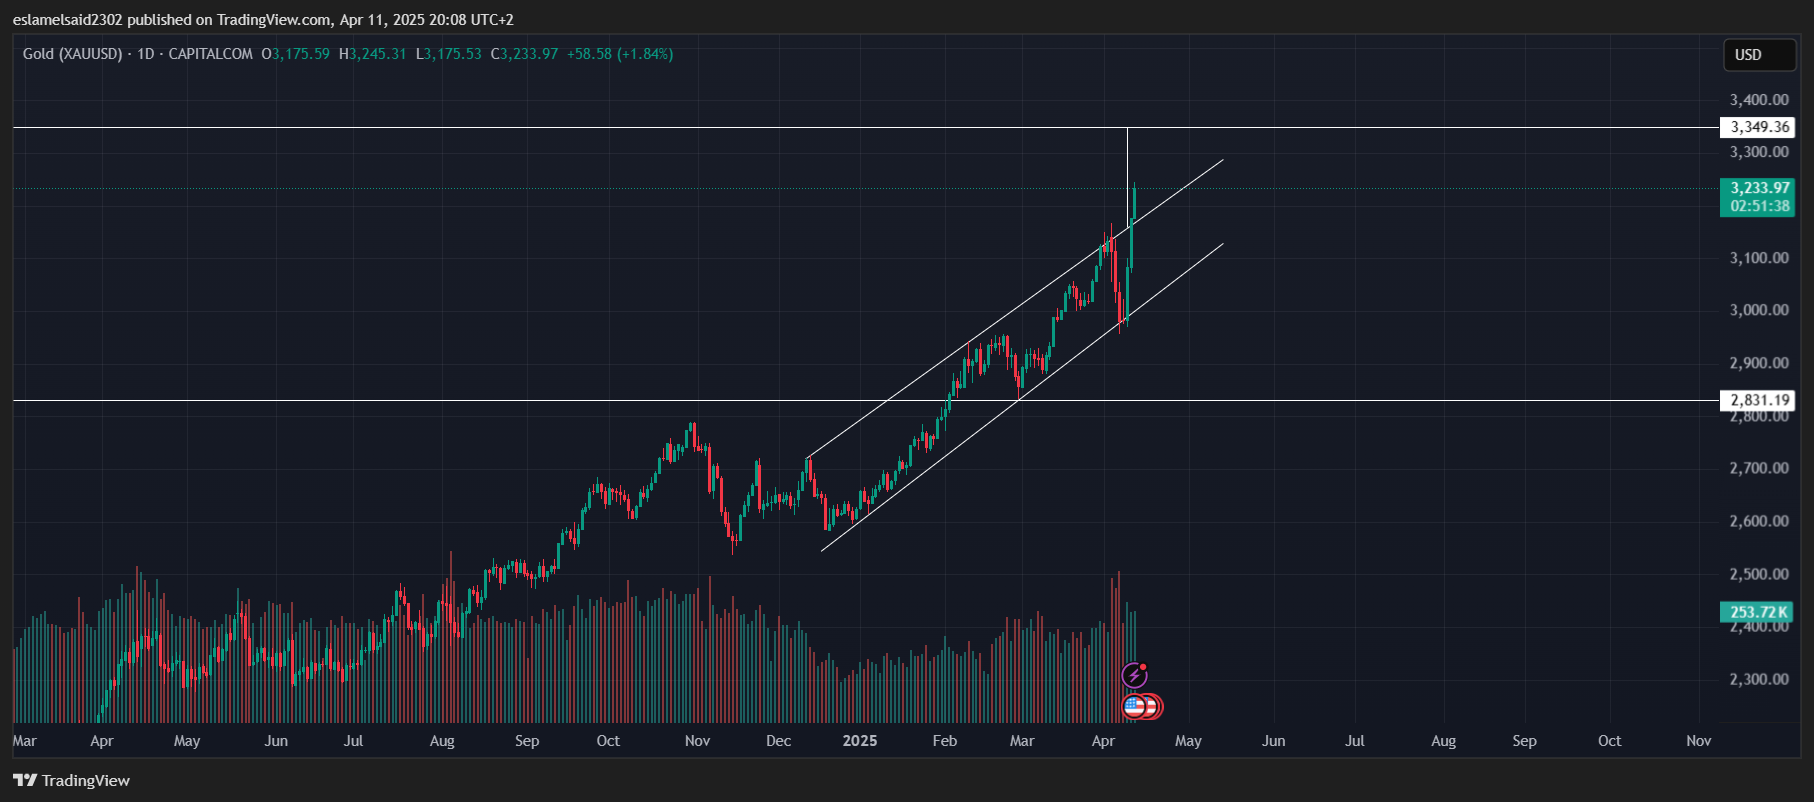 eslamelsaid2302 published on TradingView.com, Apr 11, 2025 20:08 UTC+2
Gold (XAUUSD) · 1D · CAPITALCOM O3,175.59 H3,245.31 L3,175.53 C3,233.97 +58.58 (+1.84%)
USD
3,400.00
3,349.36
3,300.00
3,233.97
02:51:38
3,100.00
3,000.00
2,900.00
2,831.19
2,800.00
2,700.00
2,600.00
2,500.00
253.72K
2,400.00
2,300.00
Mar Apr May Jun Jul Aug Sep Oct Nov Dec 2025 Feb Mar Apr May Jun Jul Aug Sep Oct Nov
TradingView